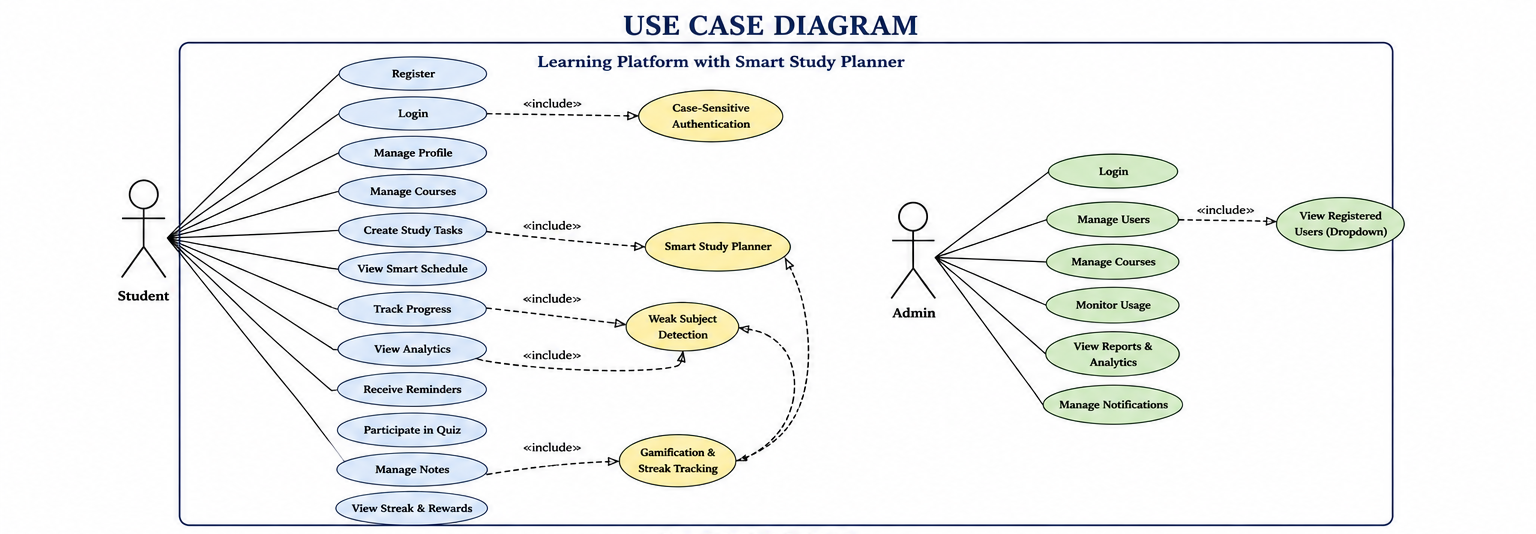 USE CASE DIAGRAM
Learning Platform with Smart Study Planner
Student
Register
Login
Manage Profile
Manage Courses
Create Study Tasks
View Smart Schedule
Track Progress
View Analytics
Receive Reminders
Participate in Quiz
Manage Notes
View Streak & Rewards
«include»
«include»
«include»
«include»
«include»
Case-Sensitive
Authentication
Smart Study Planner
Weak Subject
Detection
Gamification &
Streak Tracking
Admin
Login
Manage Users
Manage Courses
Monitor Usage
View Reports &
Analytics
Manage Notifications
«include»
View Registered
Users (Dropdown)